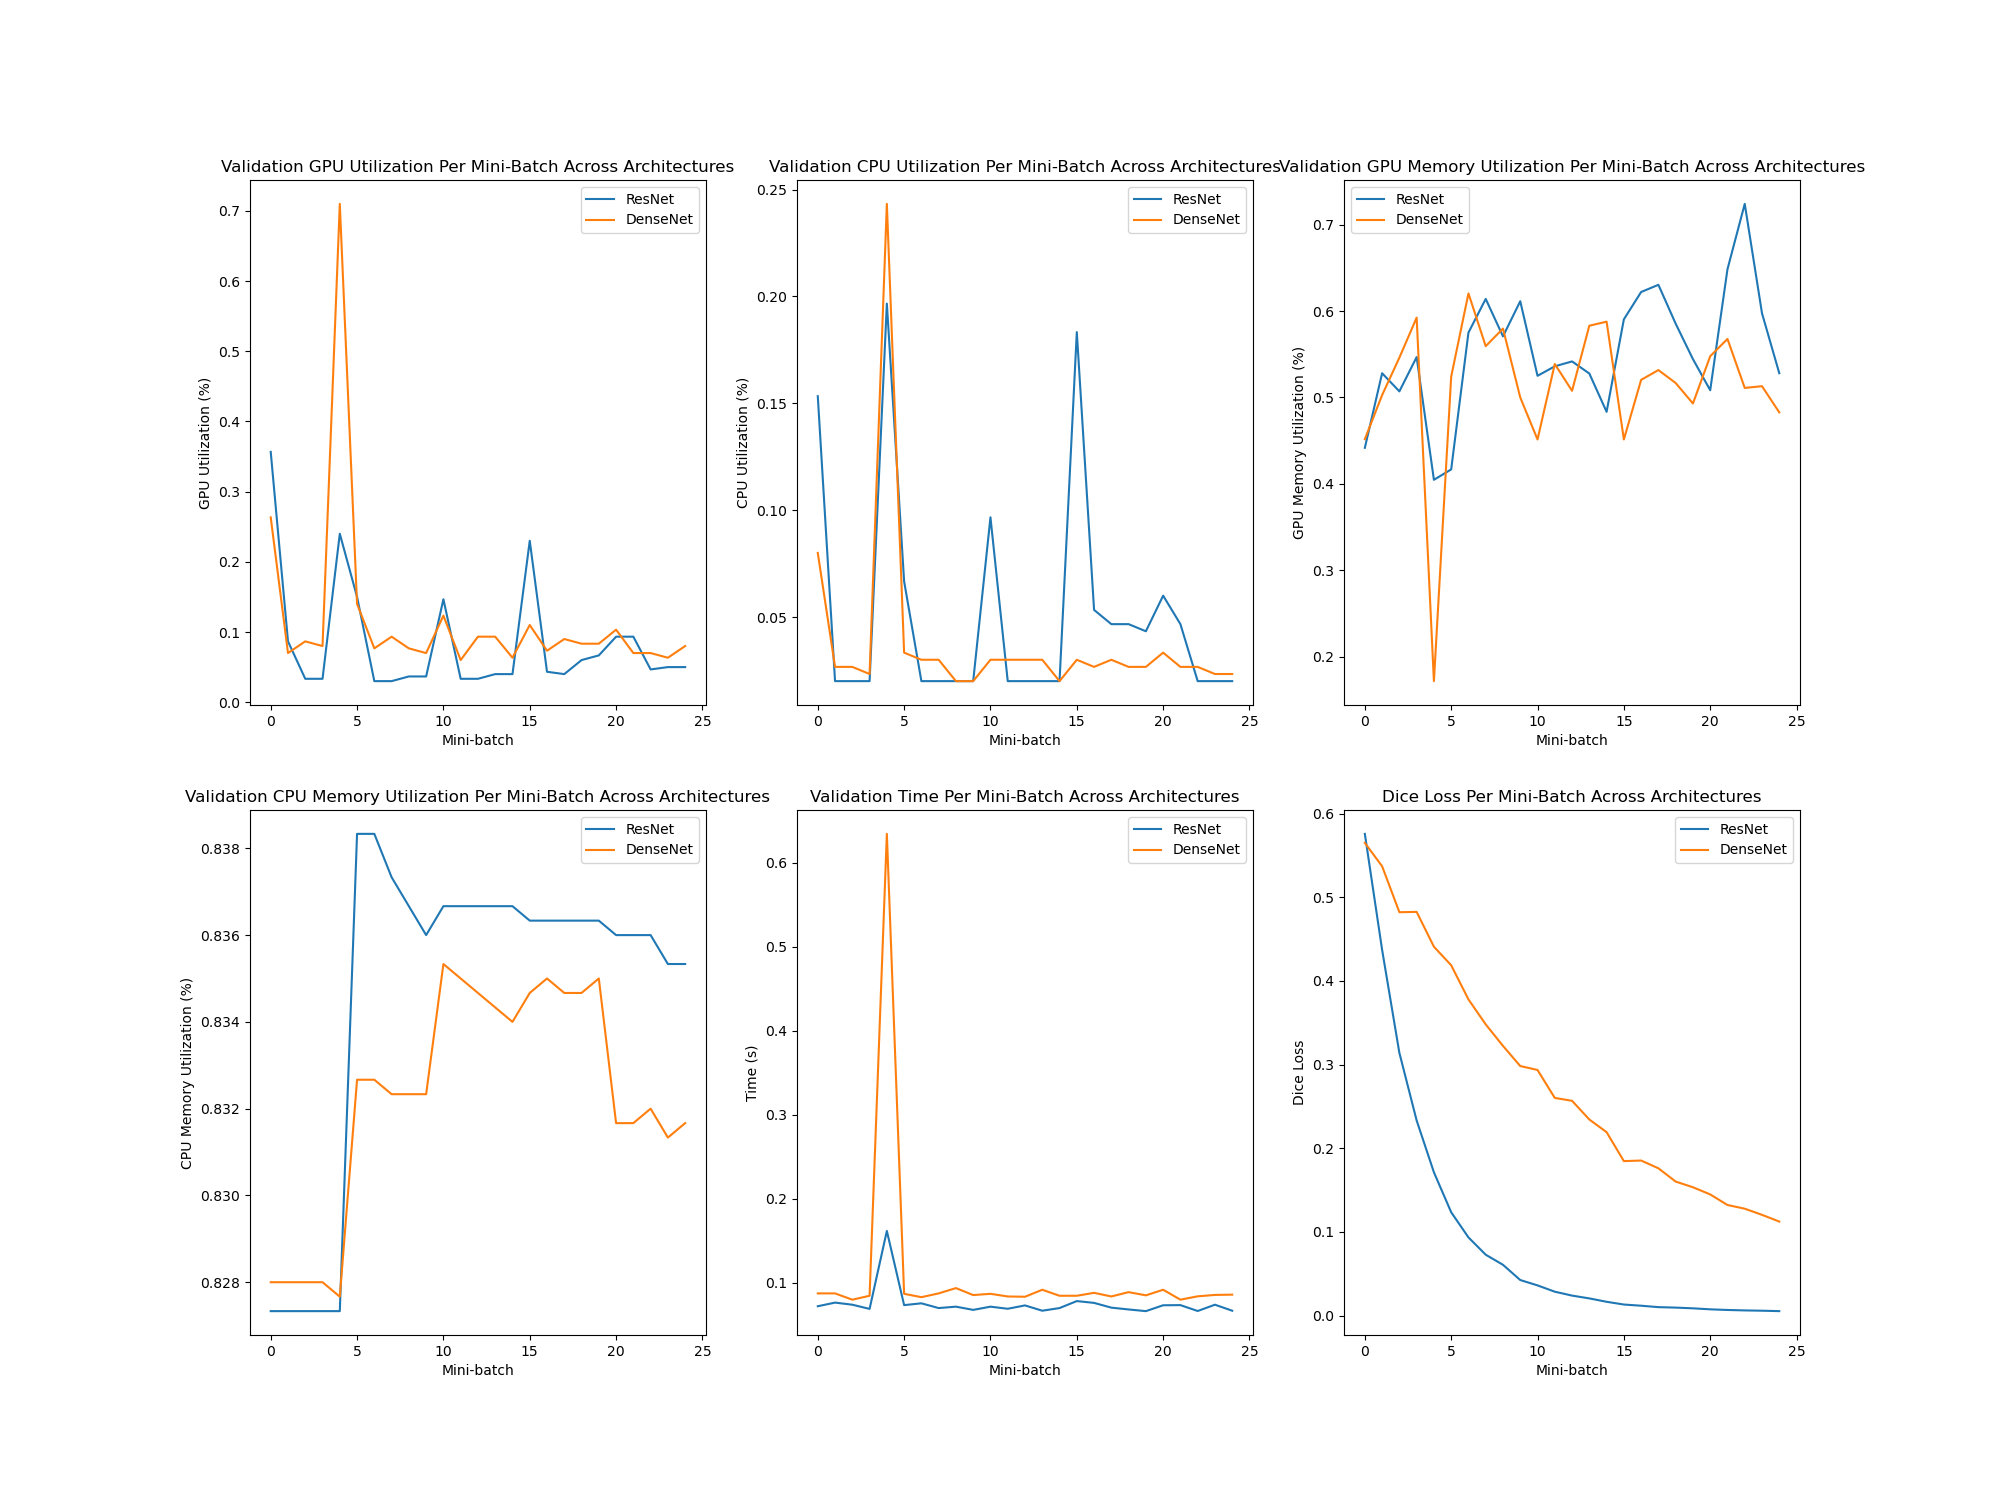 Validation GPU Utilization Per Mini-Batch Across Architectures
ResNet
DenseNet
GPU Utilization (%)
0.7
0.6
0.5
0.4
0.3
0.2
0.1
0.0
0 5 10 15 20 25
Mini-batch
Validation CPU Utilization Per Mini-Batch Across Architectures
ResNet
DenseNet
CPU Utilization (%)
0.25
0.20
0.15
0.10
0.05
0 5 10 15 20 25
Mini-batch
Validation GPU Memory Utilization Per Mini-Batch Across Architectures
ResNet
DenseNet
GPU Memory Utilization (%)
0.7
0.6
0.5
0.4
0.3
0.2
0 5 10 15 20 25
Mini-batch
Validation CPU Memory Utilization Per Mini-Batch Across Architectures
ResNet
DenseNet
CPU Memory Utilization (%)
0.838
0.836
0.834
0.832
0.830
0.828
0 5 10 15 20 25
Mini-batch
Validation Time Per Mini-Batch Across Architectures
ResNet
DenseNet
Time (s)
0.6
0.5
0.4
0.3
0.2
0.1
0 5 10 15 20 25
Mini-batch
Dice Loss Per Mini-Batch Across Architectures
ResNet
DenseNet
Dice Loss
0.6
0.5
0.4
0.3
0.2
0.1
0.0
0 5 10 15 20 25
Mini-batch